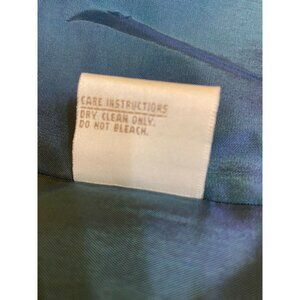 CARE INSTRUCTIONS
DRY CLEAN ONLY.
DO NOT BLEACH.